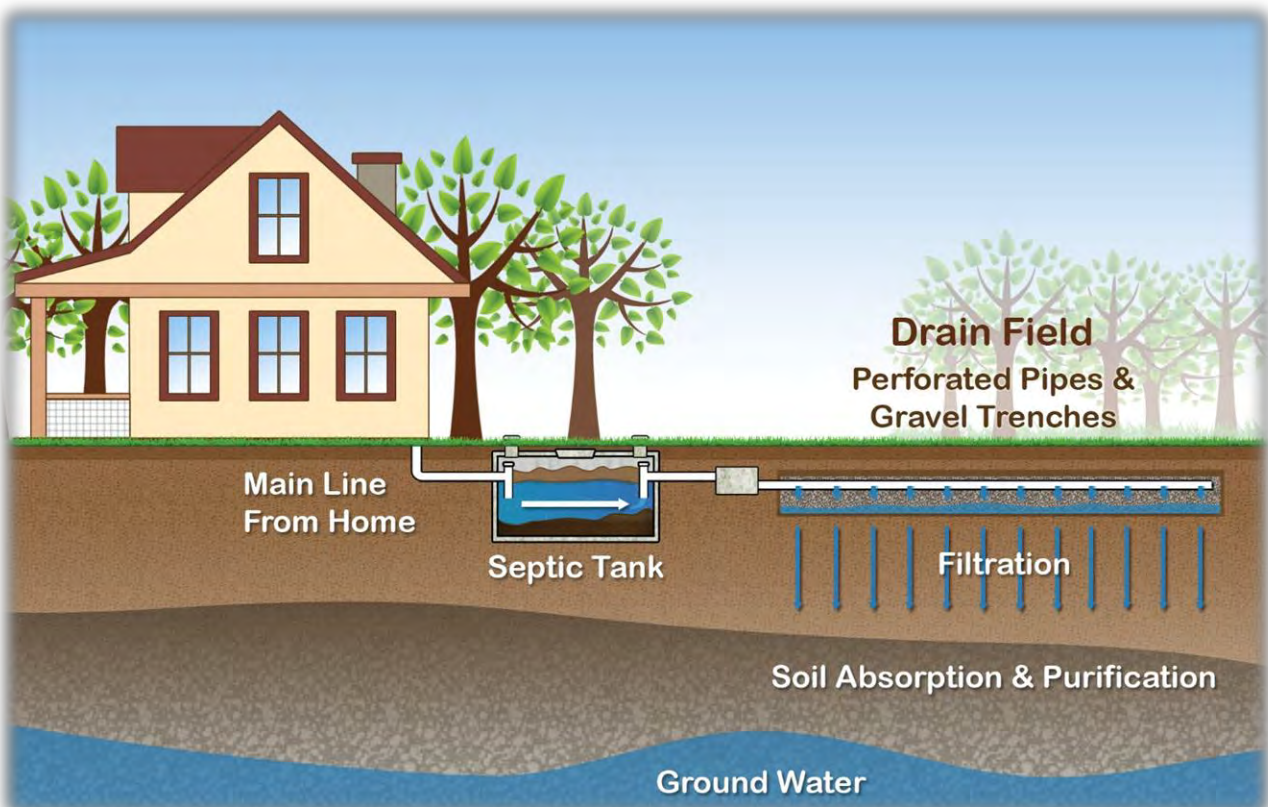 Drain Field
Perforated Pipes &
Gravel Trenches
Main Line
From Home
Septic Tank
Filtration
Soil Absorption & Purification
Ground Water